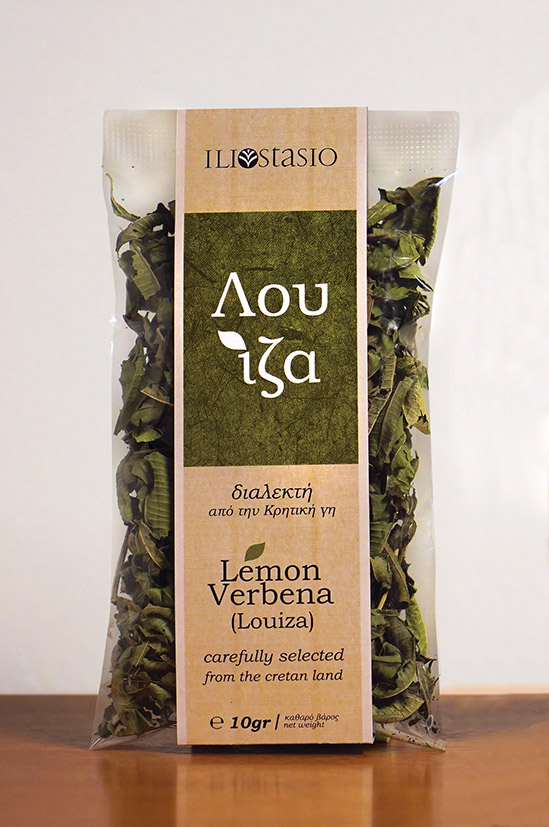 ILIOstasio
Λου
ιζα
διαλεκτή
από την Κρητική γη
Lemon
Verbena
(Louiza)
carefully selected
from the cretan land
℮ 10gr | καθαρό βάρος
net weight